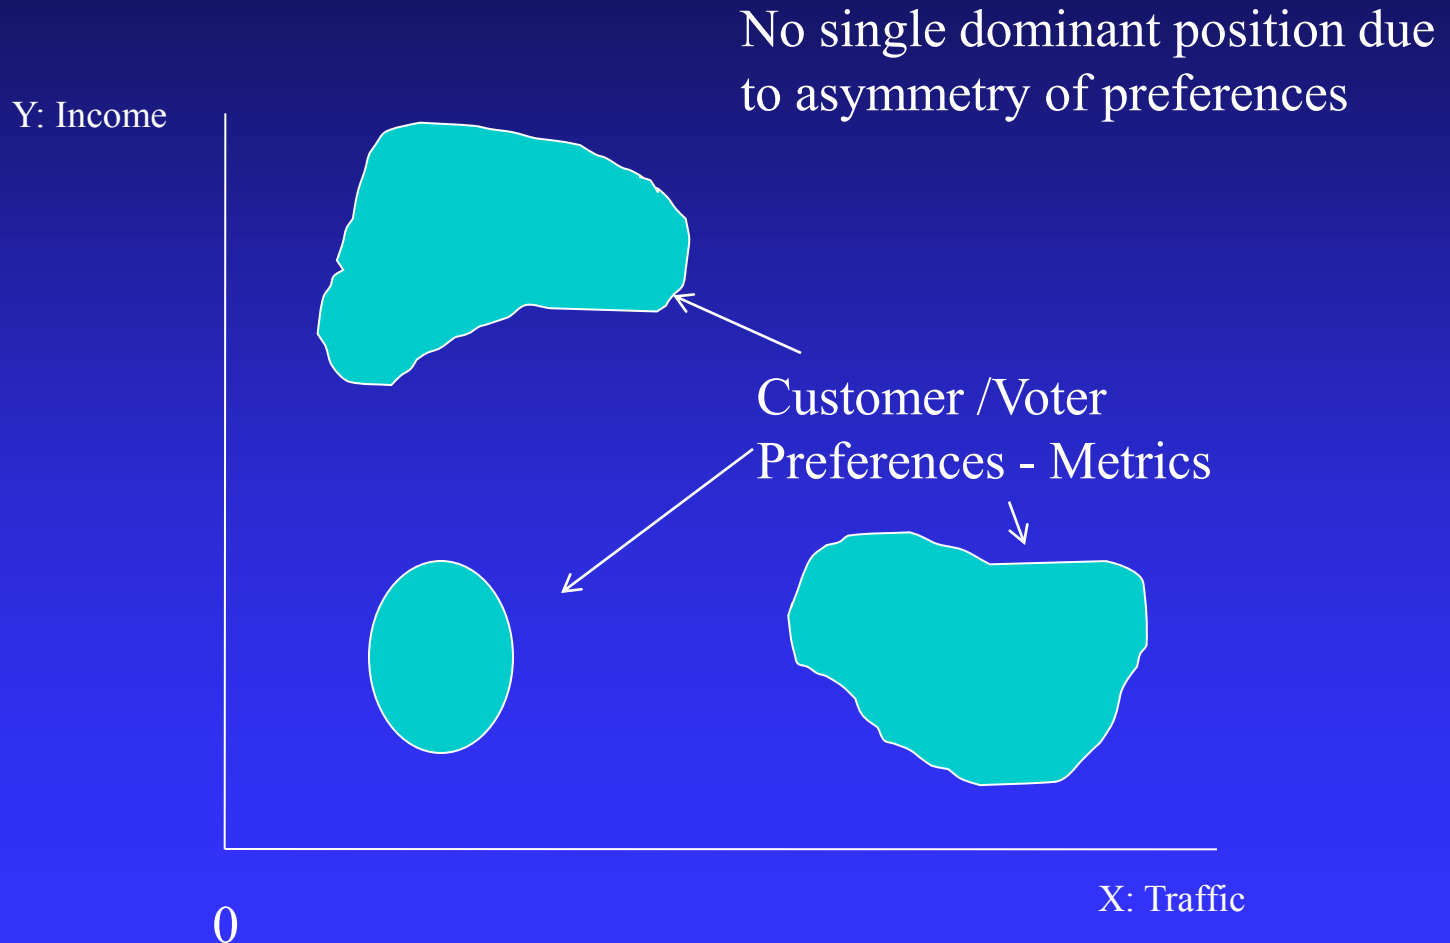 No single dominant position due
to asymmetry of preferences
Y: Income
Customer /Voter
Preferences - Metrics
X: Traffic
0